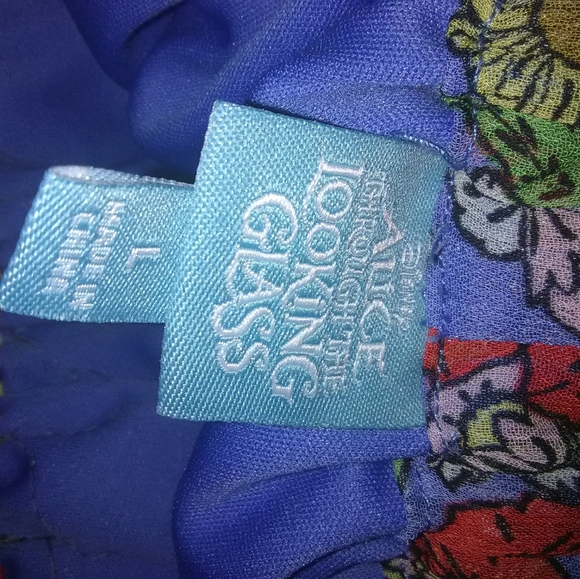 Disney
ALICE
THROUGH THE
LOOKING
GLASS
L
MADE IN
CHINA